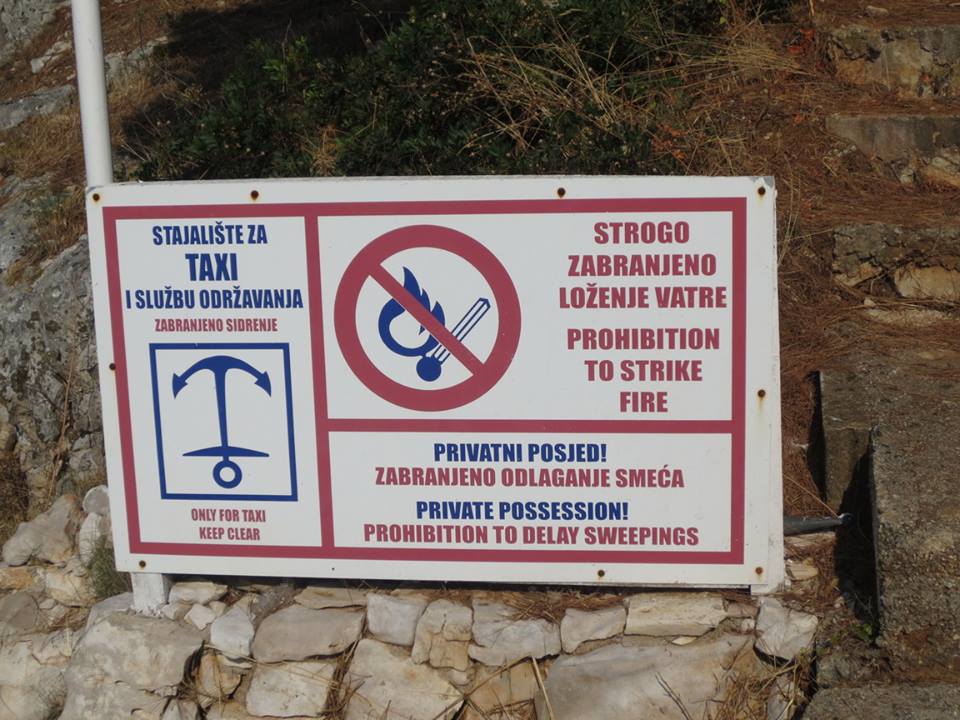 STAJALIŠTE ZA
TAXI
I SLUŽBU ODRŽAVANJA
ZABRANJENO SIDRENJE
ONLY FOR TAXI
KEEP CLEAR
STROGO
ZABRANJENO
LOŽENJE VATRE
PROHIBITION
TO STRIKE
FIRE
PRIVATNI POSJED!
ZABRANJENO ODLAGANJE SMEĆA
PRIVATE POSSESSION!
PROHIBITION TO DELAY SWEEPINGS